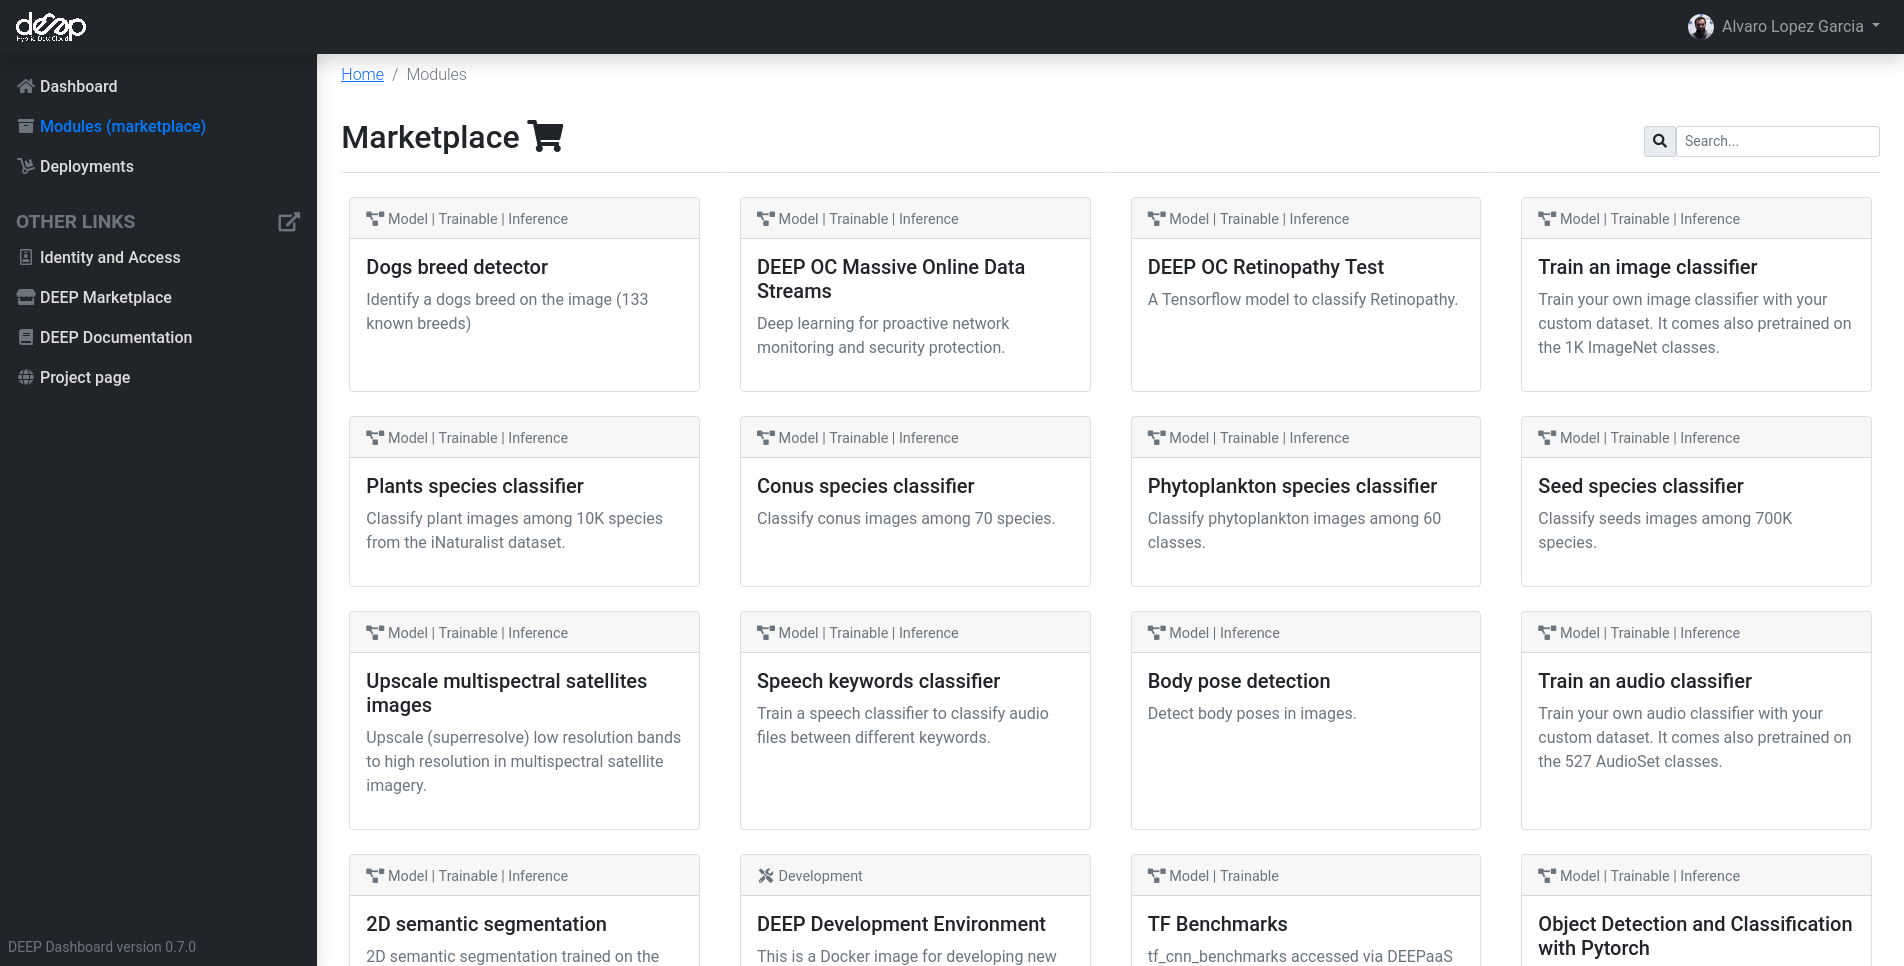 deep
Hybrid DataCloud
Alvaro Lopez Garcia
Dashboard
Modules (marketplace)
Deployments
OTHER LINKS
Identity and Access
DEEP Marketplace
DEEP Documentation
Project page
DEEP Dashboard version 0.7.0
Home / Modules
Marketplace
Search...
Model | Trainable | Inference
Dogs breed detector
Identify a dogs breed on the image (133
known breeds)
Model | Trainable | Inference
DEEP OC Massive Online Data
Streams
Deep learning for proactive network
monitoring and security protection.
Model | Trainable | Inference
DEEP OC Retinopathy Test
A Tensorflow model to classify Retinopathy.
Model | Trainable | Inference
Train an image classifier
Train your own image classifier with your
custom dataset. It comes also pretrained on
the 1K ImageNet classes.
Model | Trainable | Inference
Plants species classifier
Classify plant images among 10K species
from the iNaturalist dataset.
Model | Trainable | Inference
Conus species classifier
Classify conus images among 70 species.
Model | Trainable | Inference
Phytoplankton species classifier
Classify phytoplankton images among 60
classes.
Model | Trainable | Inference
Seed species classifier
Classify seeds images among 700K
species.
Model | Trainable | Inference
Upscale multispectral satellites
images
Upscale (superresolve) low resolution bands
to high resolution in multispectral satellite
imagery.
Model | Trainable | Inference
Speech keywords classifier
Train a speech classifier to classify audio
files between different keywords.
Model | Inference
Body pose detection
Detect body poses in images.
Model | Trainable | Inference
Train an audio classifier
Train your own audio classifier with your
custom dataset. It comes also pretrained on
the 527 AudioSet classes.
Model | Trainable | Inference
2D semantic segmentation
2D semantic segmentation trained on the
Development
DEEP Development Environment
This is a Docker image for developing new
Model | Trainable
TF Benchmarks
tf_cnn_benchmarks accessed via DEEPaaS
Model | Trainable | Inference
Object Detection and Classification
with Pytorch